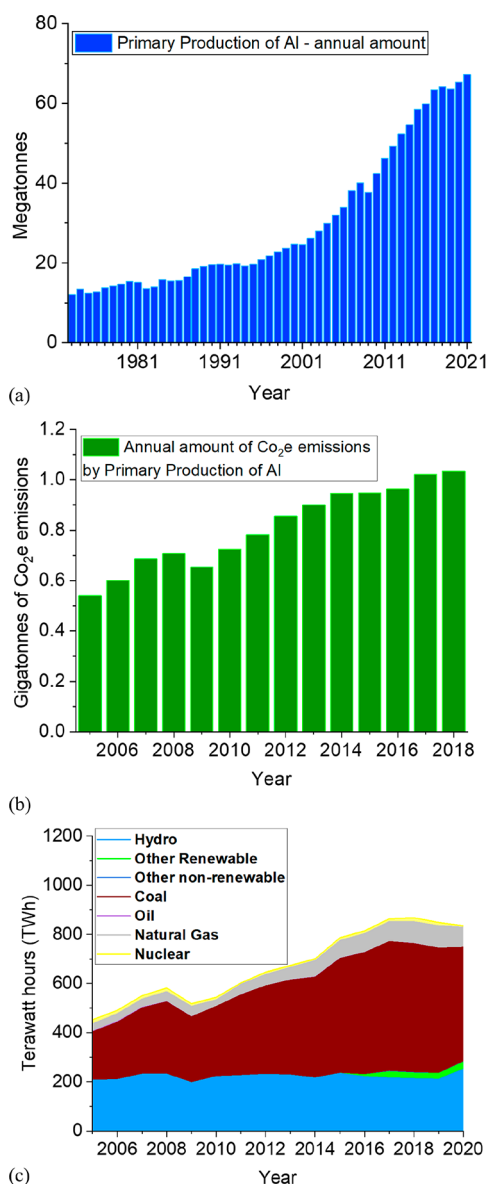 80
Primary Production of Al - annual amount
60
Megatonnes
40
20
0
1981 1991 2001 2011 2021
Year
(a)
1.2
Annual amount of Co₂e emissions
by Primary Production of Al
1.0
Gigatonnes of Co₂e emissions
0.8
0.6
0.4
0.2
0.0
2006 2008 2010 2012 2014 2016 2018
Year
(b)
1200
Hydro
Other Renewable
1000
Other non-renewable
Coal
Oil
800
Natural Gas
Nuclear
Terawatt hours (TWh)
600
400
200
0
2006 2008 2010 2012 2014 2016 2018 2020
Year
(c)